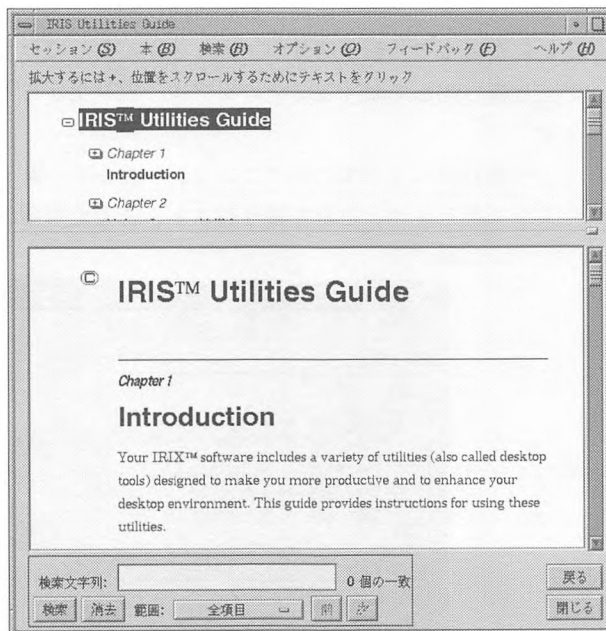 IRIS Utilities Guide
セッション(S) 本(B) 検索(R) オプション(O) フィードバック(F) ヘルプ(H)
拡大するには+、位置をスクロールするためにテキストをクリック
IRIS™ Utilities Guide
Chapter 1
Introduction
Chapter 2
IRIS™ Utilities Guide
Chapter 1
Introduction
Your IRIX™ software includes a variety of utilities (also called desktop
tools) designed to make you more productive and to enhance your
desktop environment. This guide provides instructions for using these
utilities.
検索文字列: 0 個の一致 戻る
検索 消去 範囲: 全項目 前 次 閉じる